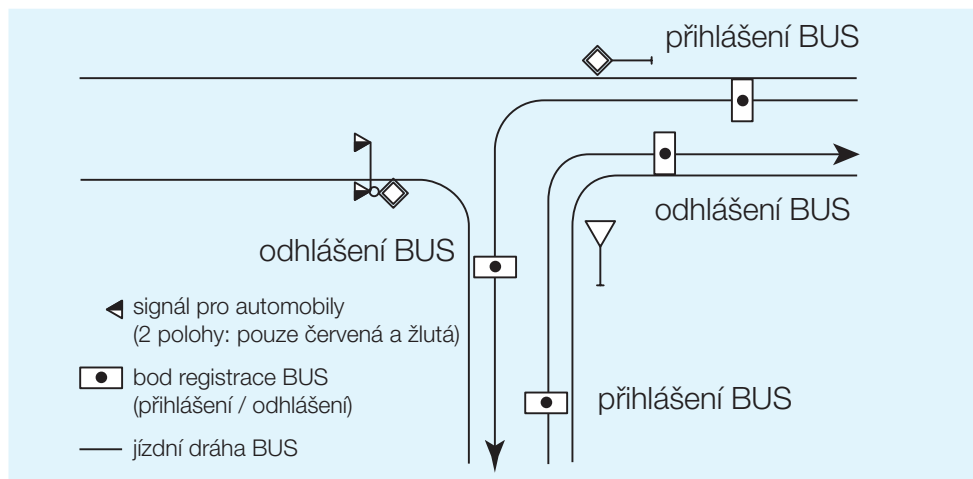 přihlášení BUS
odhlášení BUS
odhlášení BUS
signál pro automobily
(2 polohy: pouze červená a žlutá)
bod registrace BUS
(přihlášení / odhlášení)
přihlášení BUS
jízdní dráha BUS